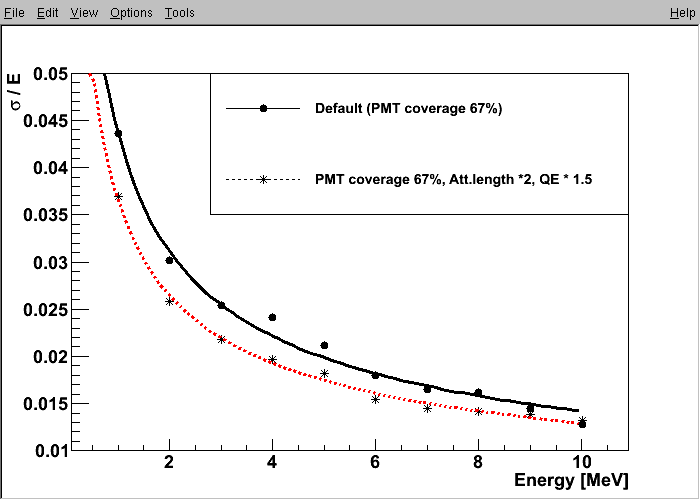 File Edit View Options Tools Help
σ / E
0.05
0.045
0.04
0.035
0.03
0.025
0.02
0.015
0.01
Default (PMT coverage 67%)
PMT coverage 67%, Att.length *2, QE * 1.5
2 4 6 8 10
Energy [MeV]